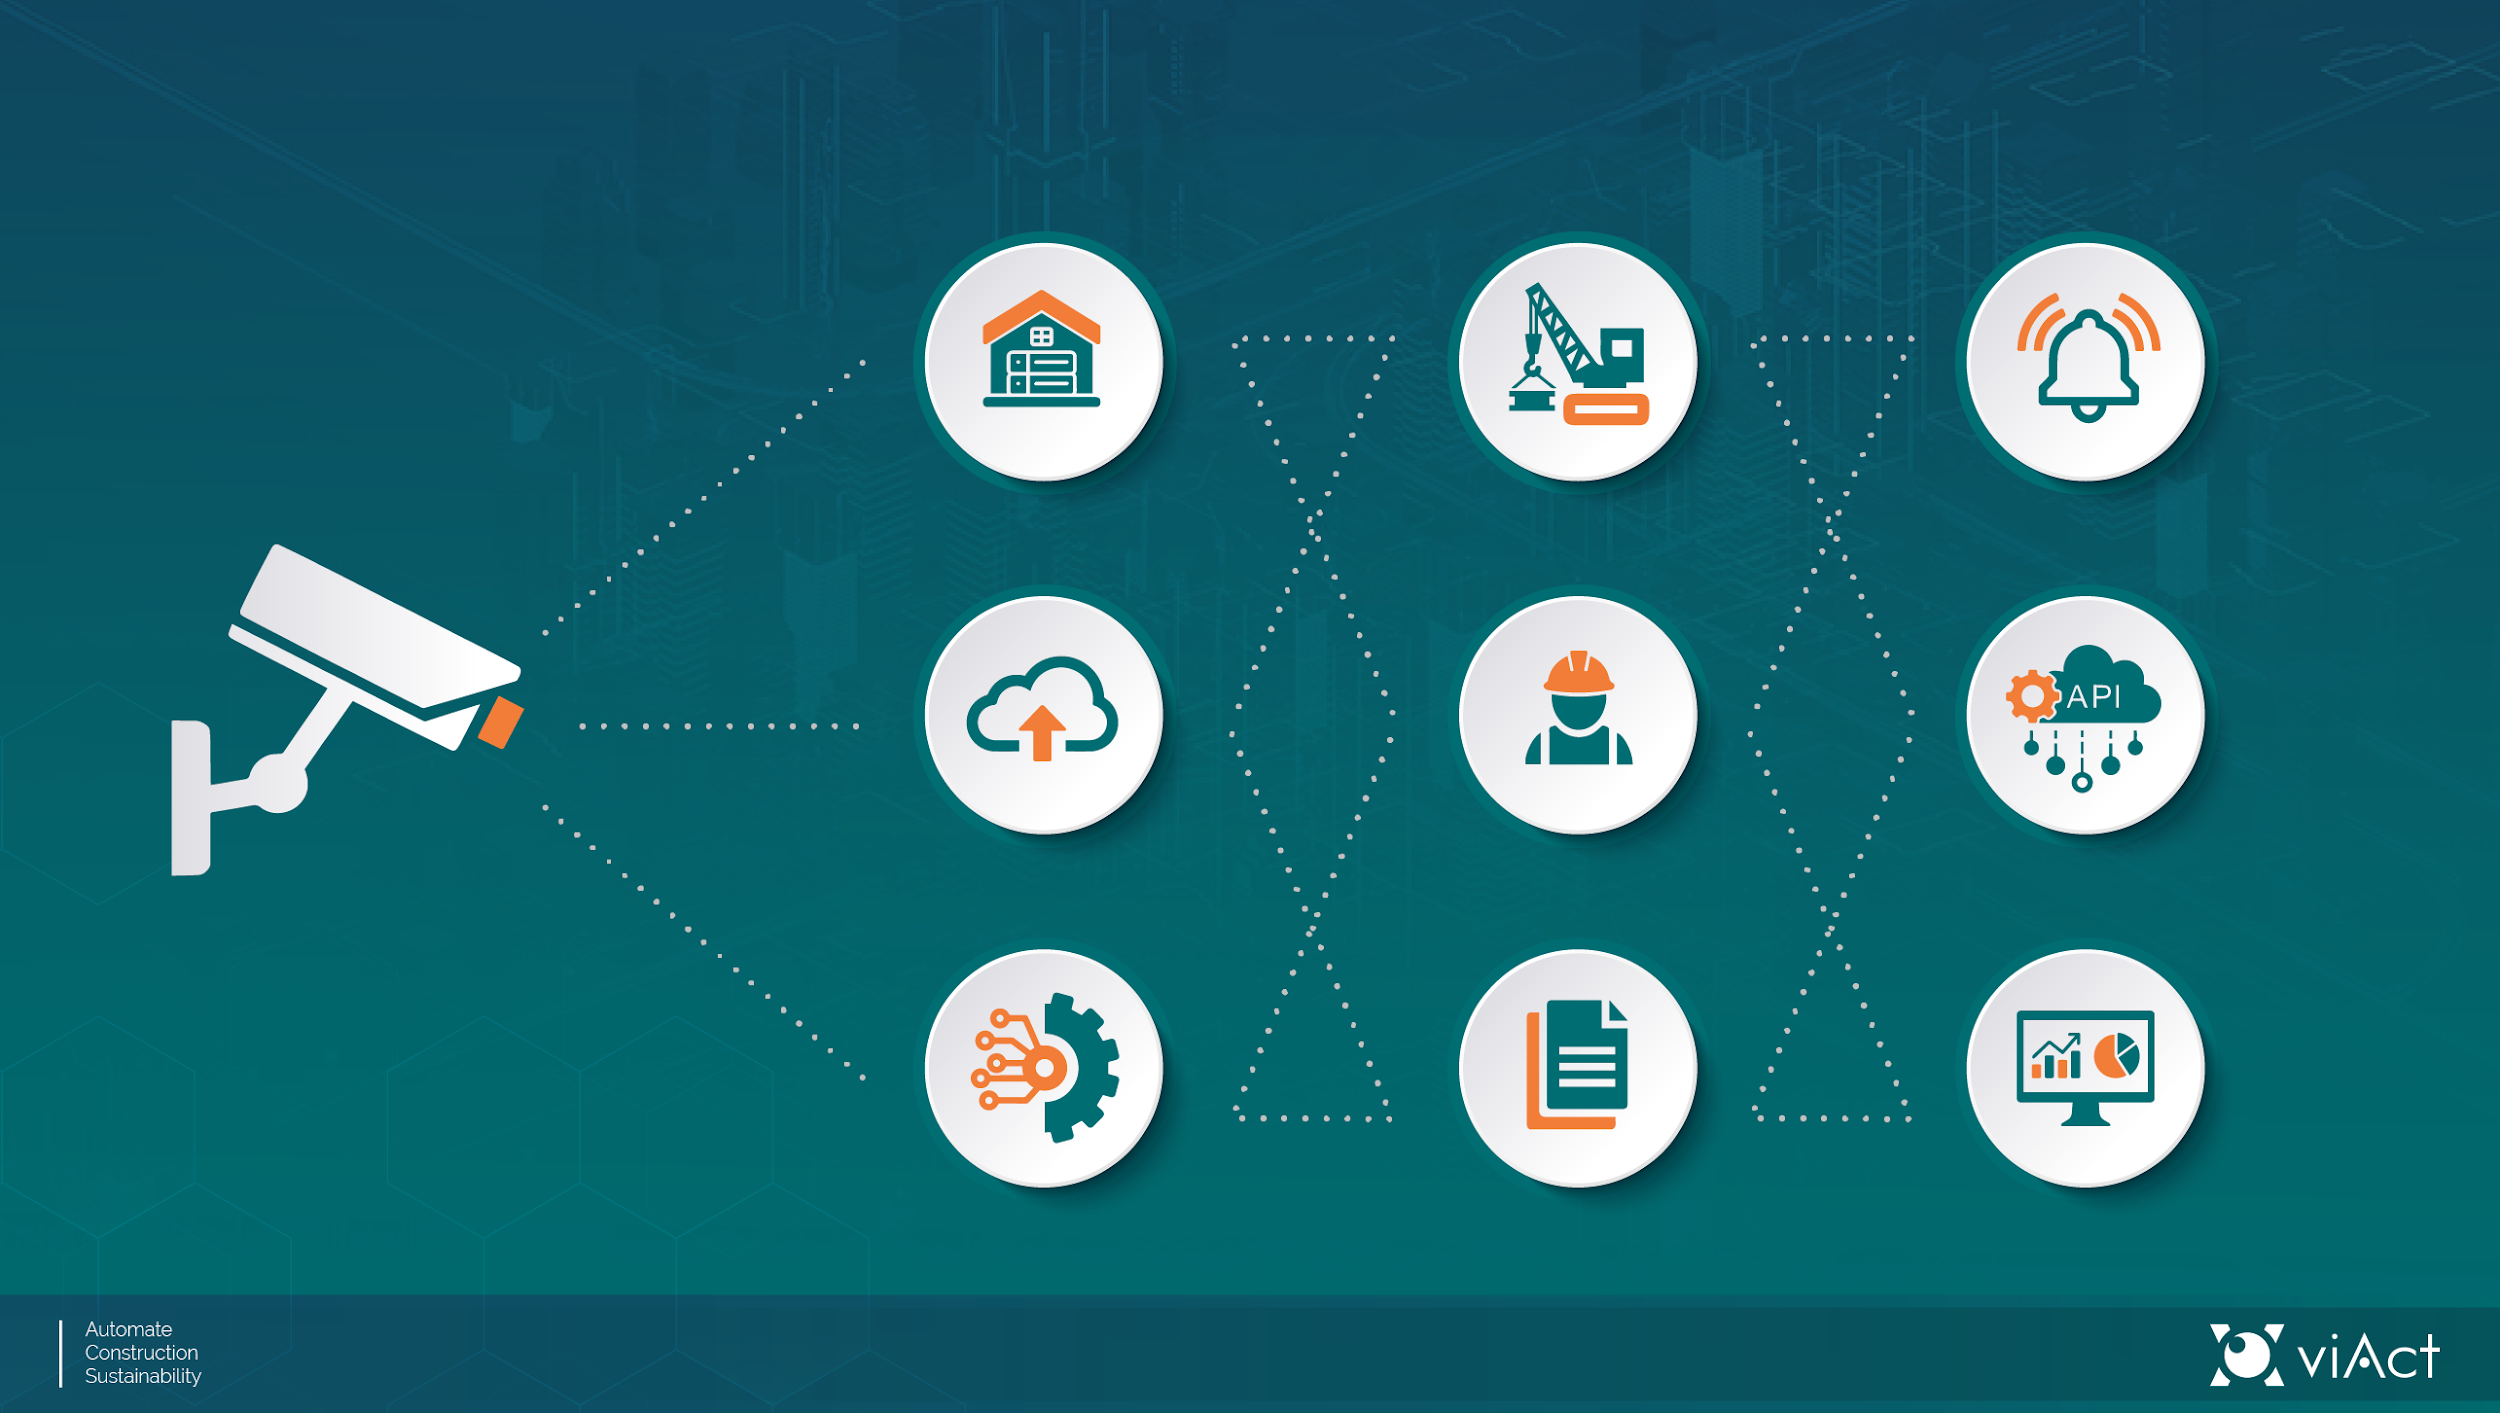 API
Automate
Construction
Sustainability
viAct